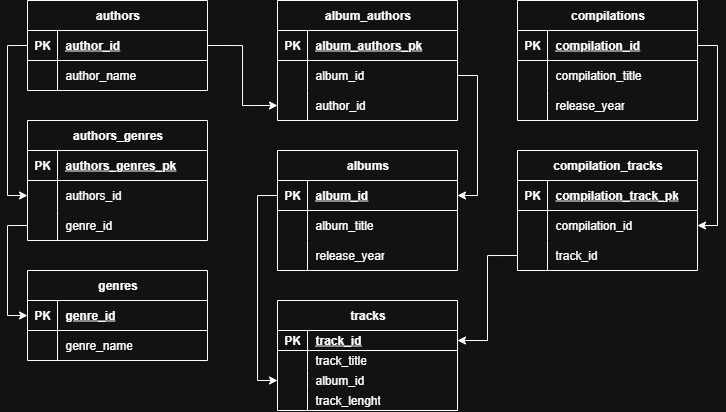 authors
PK author_id
author_name
authors_genres
PK authors_genres_pk
authors_id
genre_id
genres
PK genre_id
genre_name
album_authors
PK album_authors_pk
album_id
author_id
albums
PK album_id
album_title
release_year
tracks
PK track_id
track_title
album_id
track_lenght
compilations
PK compilation_id
compilation_title
release_year
compilation_tracks
PK compilation_track_pk
compilation_id
track_id